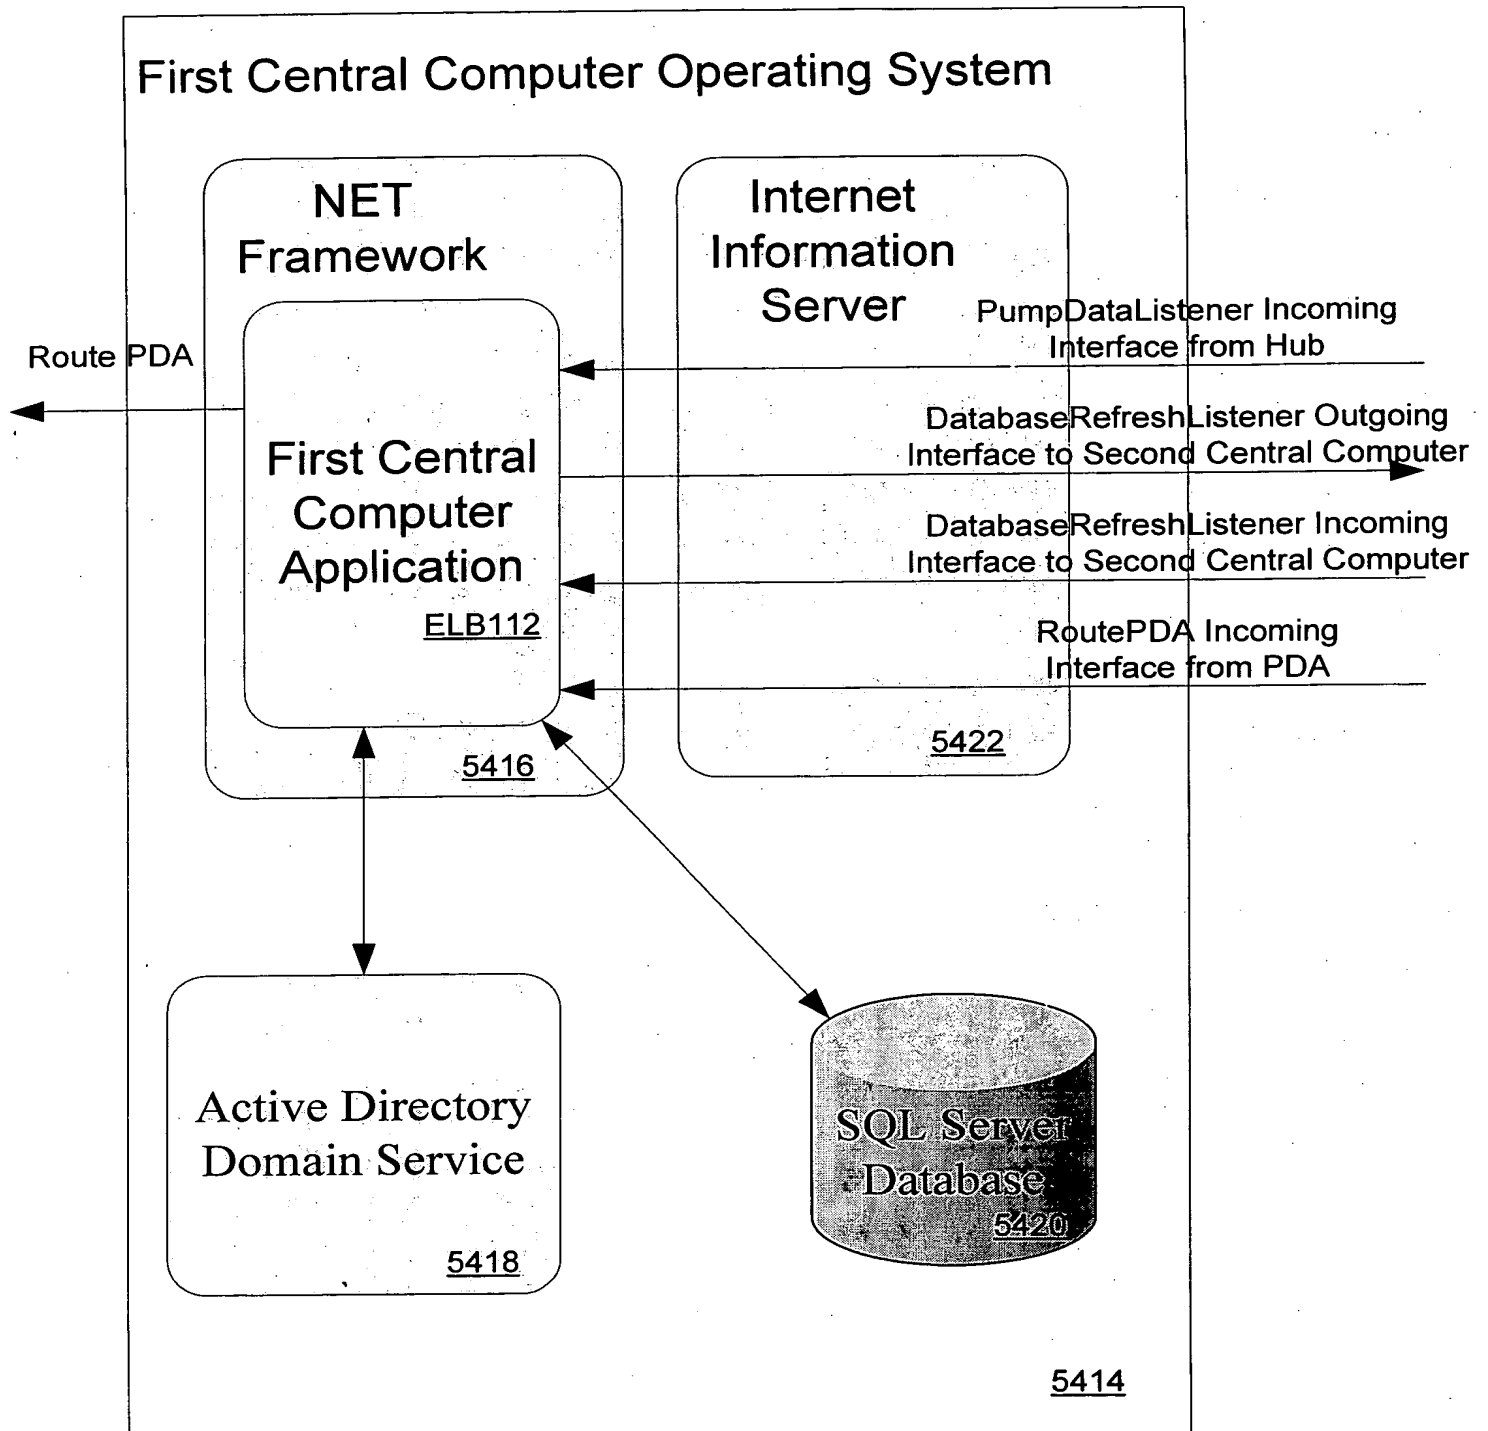 First Central Computer Operating System
NET
Framework
Internet
Information
Server
PumpDataListener Incoming
Interface from Hub
Route PDA
DatabaseRefreshListener Outgoing
Interface to Second Central Computer
First Central
Computer
Application
ELB112
DatabaseRefreshListener Incoming
Interface to Second Central Computer
RoutePDA Incoming
Interface from PDA
5422
5416
Active Directory
Domain Service
5418
SQL Server
Database
5420
5414